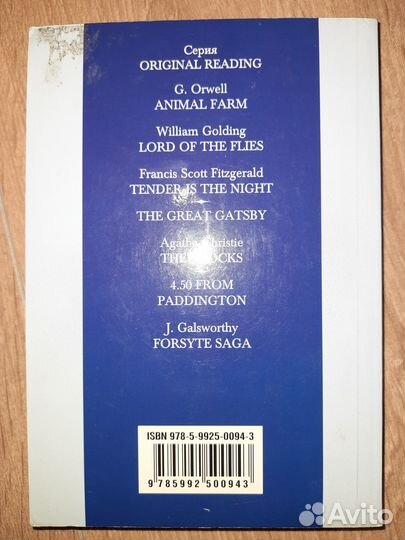 Серия
ORIGINAL READING
G. Orwell
ANIMAL FARM
William Golding
LORD OF THE FLIES
Francis Scott Fitzgerald
TENDER IS THE NIGHT
THE GREAT GATSBY
Agatha Christie
THE CLOCKS
4.50 FROM
PADDINGTON
J. Galsworthy
FORSYTE SAGA
ISBN 978-5-9925-0094-3
9 785992 500943
Avito